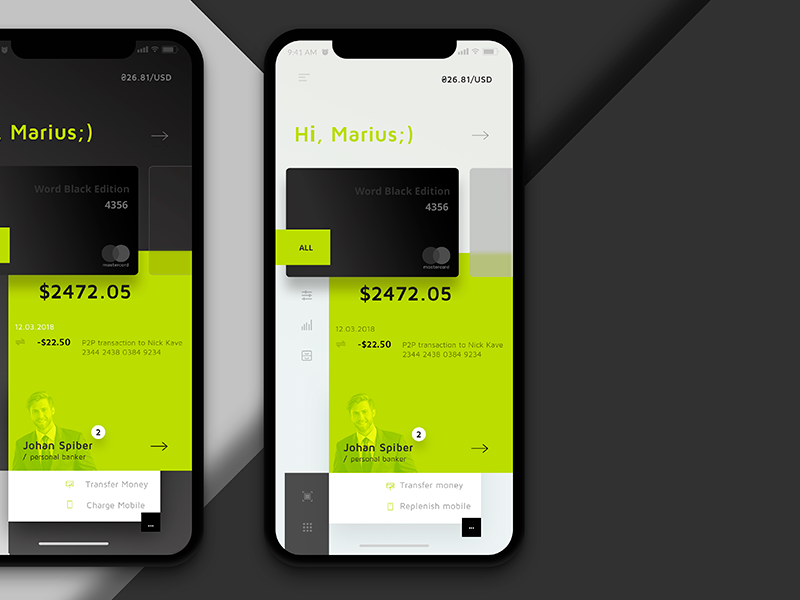 ₴26.81/USD
, Marius;)
Word Black Edition
4356
mastercard
$2472.05
12.03 2018
-$22.50
P2P transaction to Nick Kave
2344 2438 0384 9234
2
Johan Spiber
/ personal banker
Transfer Money
Charge Mobile
9:41 AM
₴26.81/USD
Hi, Marius;)
Word Black Edition
4356
ALL
mastercard
$2472.05
12.03.2018
-$22.50
P2P transaction to Nick Kave
2344 2438 0384 9234
2
Johan Spiber
/ personal banker
Transfer money
Replenish mobile